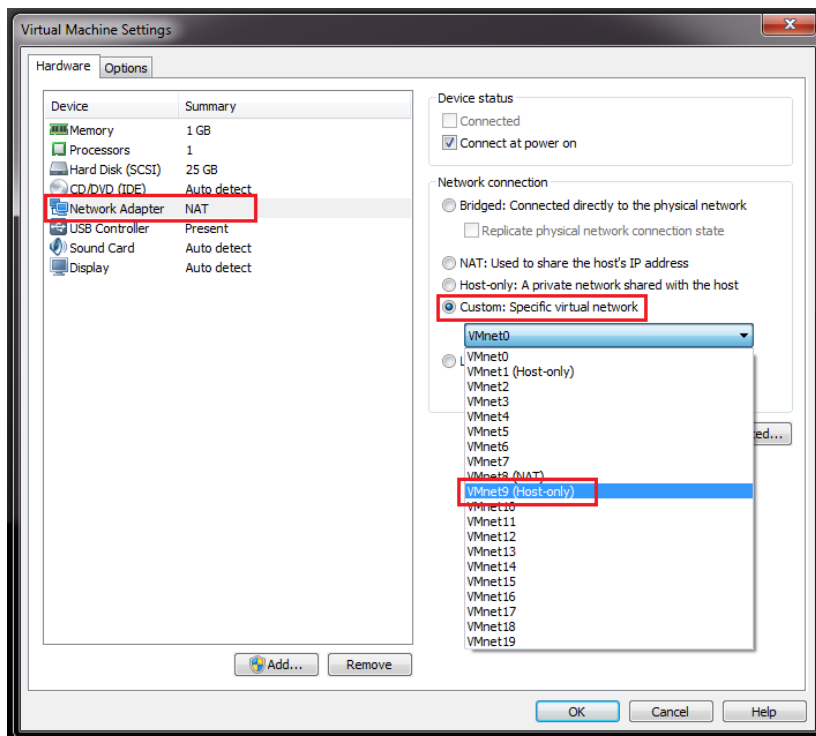 Virtual Machine Settings
x
Hardware Options
Device Summary
Memory 1 GB
Processors 1
Hard Disk (SCSI) 25 GB
CD/DVD (IDE) Auto detect
Network Adapter NAT
USB Controller Present
Sound Card Auto detect
Display Auto detect
Add... Remove
Device status
Connected
Connect at power on
Network connection
Bridged: Connected directly to the physical network
Replicate physical network connection state
NAT: Used to share the host's IP address
Host-only: A private network shared with the host
Custom: Specific virtual network
VMnet0
VMnet0
VMnet1 (Host-only)
VMnet2
VMnet3
VMnet4
VMnet5
VMnet6
VMnet7
VMnet8 (NAT)
VMnet9 (Host-only)
VMnet10
VMnet11
VMnet12
VMnet13
VMnet14
VMnet15
VMnet16
VMnet17
VMnet18
VMnet19
OK Cancel Help